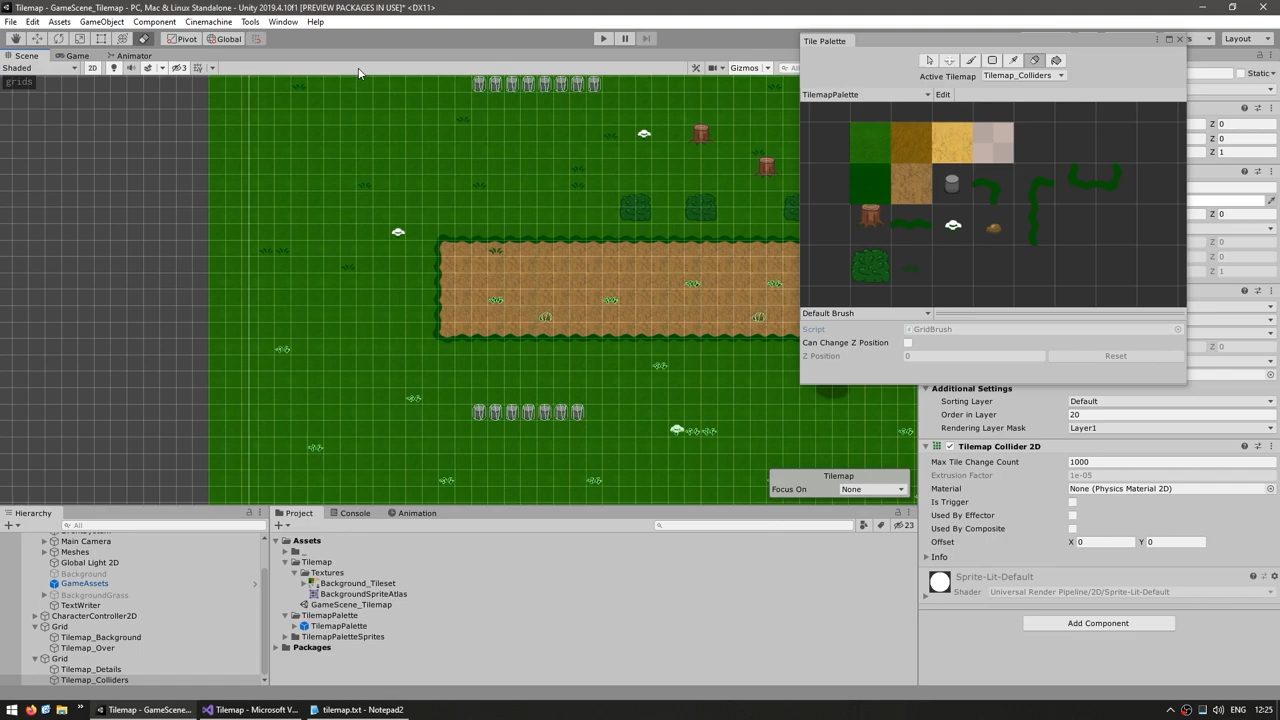 Tilemap - GameScene_Tilemap - PC, Mac & Linux Standalone - Unity 2019.4.10f1 [PREVIEW PACKAGES IN USE]* <DX11>
File Edit Assets GameObject Component Cinemachine Tools Window Help
Pivot Global Layers Layout
Scene Game Animator
Shaded 2D 3 Gizmos All
grids
Tile Palette
Active Tilemap Tilemap_Colliders
TilemapPalette Edit
Default Brush
Script GridBrush
Can Change Z Position
Z Position 0 Reset
Static
Z 0
Z 0
Z 1
Z 0
Z 0
Z 0
Z 1
Z 0
Additional Settings
Sorting Layer Default
Order in Layer 20
Rendering Layer Mask Layer1
Tilemap Collider 2D
Max Tile Change Count 1000
Extrusion Factor 1e-05
Material None (Physics Material 2D)
Is Trigger
Used By Effector
Used By Composite
Offset X 0 Y 0
Info
Sprite-Lit-Default
Shader Universal Render Pipeline/2D/Sprite-Lit-Default
Add Component
Tilemap
Focus On None
Hierarchy
All
Main Camera
Meshes
Global Light 2D
Background
GameAssets
BackgroundGrass
TextWriter
CharacterController2D
Grid
Tilemap_Background
Tilemap_Over
Grid
Tilemap_Details
Tilemap_Colliders
Project Console Animation
23
Assets
_
Tilemap
Textures
Background_Tileset
BackgroundSpriteAtlas
GameScene_Tilemap
TilemapPalette
TilemapPalette
TilemapPaletteSprites
Packages
Tilemap - GameScene... Tilemap - Microsoft V... tilemap.txt - Notepad2 ENG 12:25